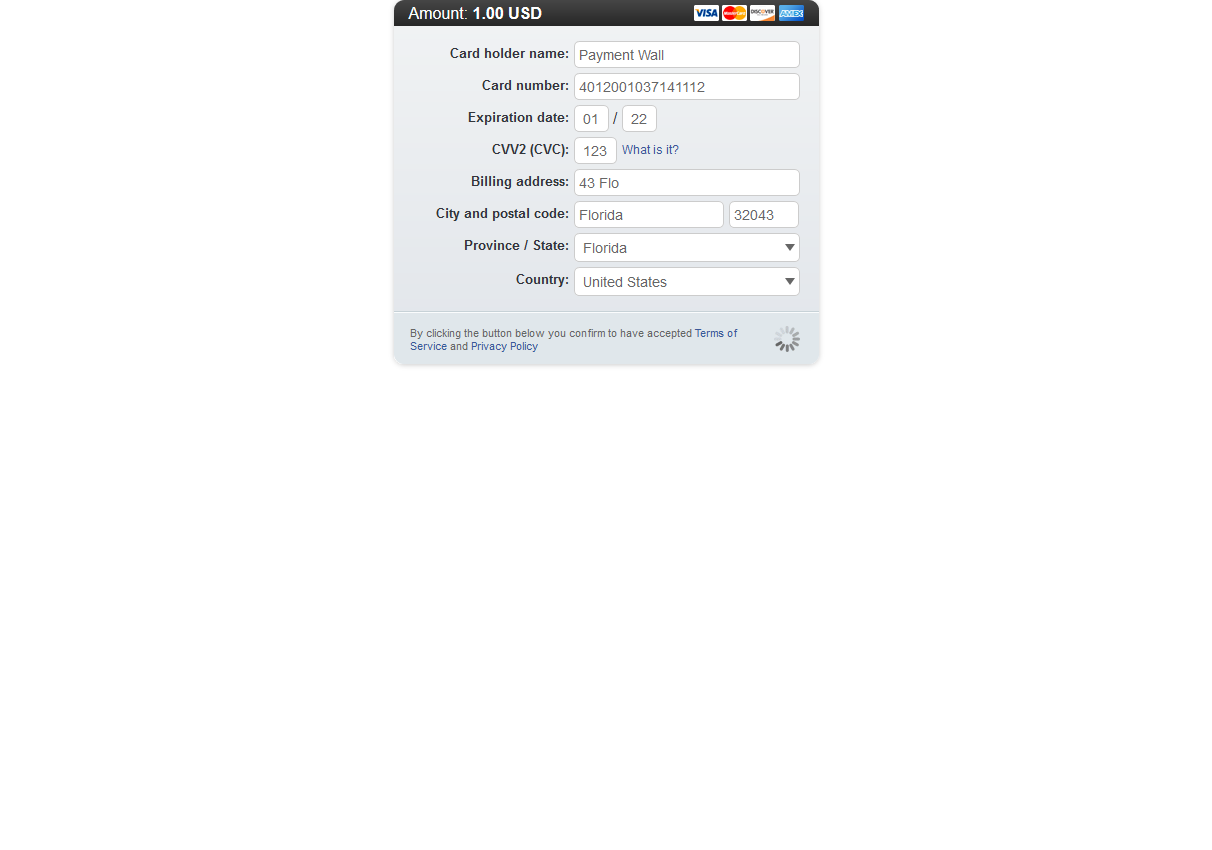 Amount: 1.00 USD VISA MasterCard DISCOVER AMEX
Card holder name: Payment Wall
Card number: 4012001037141112
Expiration date: 01 / 22
CVV2 (CVC): 123 What is it?
Billing address: 43 Flo
City and postal code: Florida 32043
Province / State: Florida
Country: United States
By clicking the button below you confirm to have accepted Terms of
Service and Privacy Policy